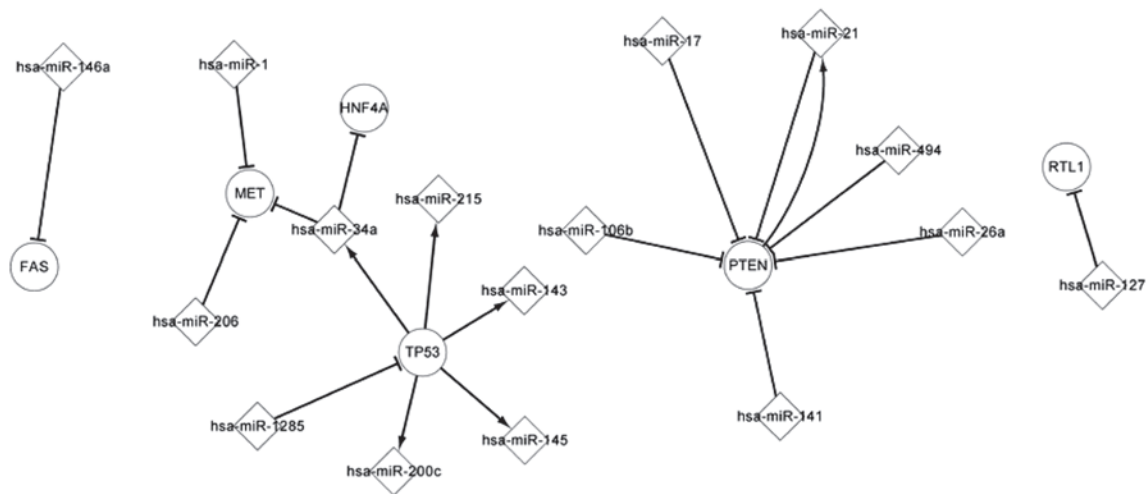 hsa-miR-146a
hsa-miR-1
HNF4A
MET
hsa-miR-215
hsa-miR-34a
FAS
hsa-miR-206
hsa-miR-143
TP53
hsa-miR-1285
hsa-miR-145
hsa-miR-200c
hsa-miR-17
hsa-miR-21
hsa-miR-494
hsa-miR-106b
hsa-miR-26a
PTEN
hsa-miR-141
RTL1
hsa-miR-127